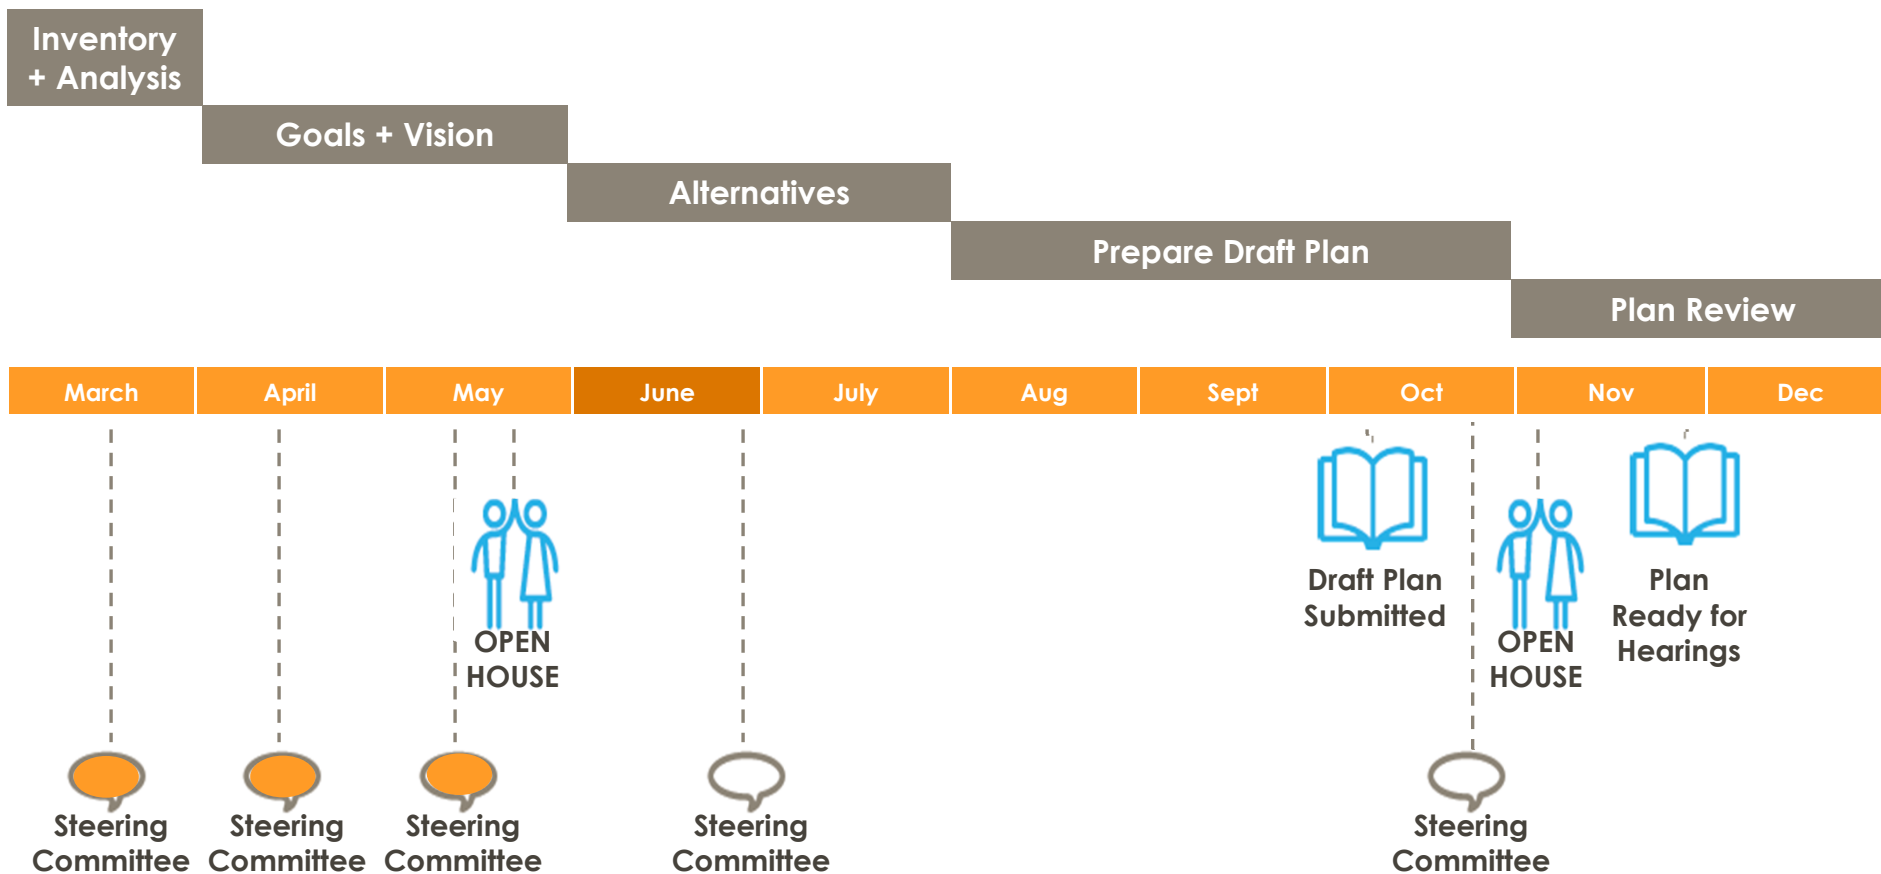 Inventory
+ Analysis
Goals + Vision
Alternatives
Prepare Draft Plan
Plan Review
March
April
May
June
July
Aug
Sept
Oct
Nov
Dec
OPEN
HOUSE
Draft Plan
Submitted
OPEN
HOUSE
Plan
Ready for
Hearings
Steering
Committee
Steering
Committee
Steering
Committee
Steering
Committee
Steering
Committee